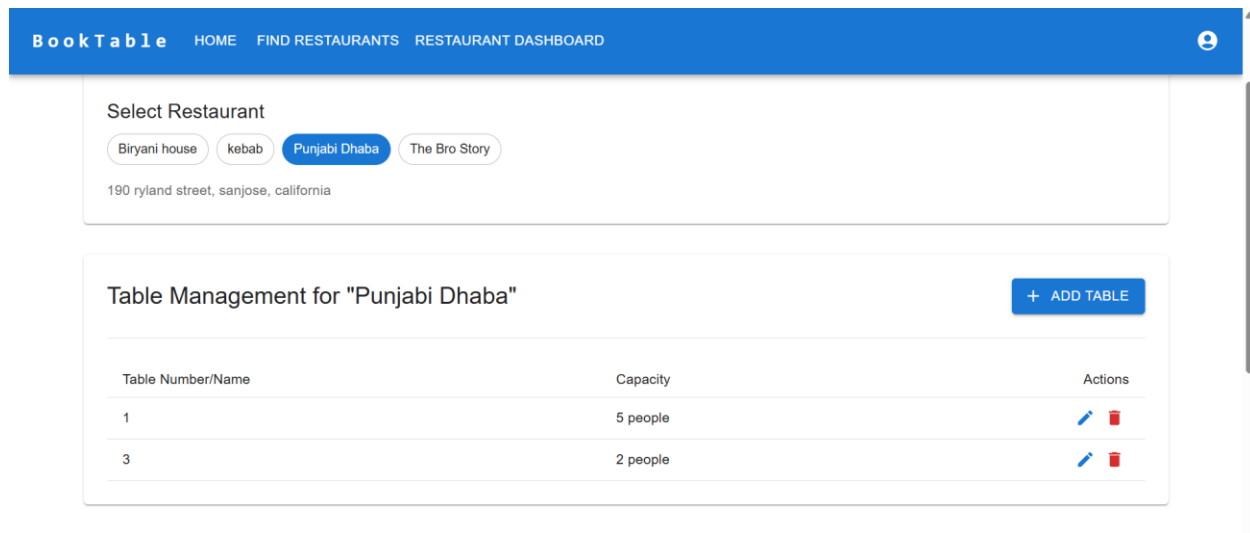 BookTable HOME FIND RESTAURANTS RESTAURANT DASHBOARD
Select Restaurant
Biryani house kebab Punjabi Dhaba The Bro Story
190 ryland street, sanjose, california
Table Management for "Punjabi Dhaba" + ADD TABLE
Table Number/Name Capacity Actions
1 5 people
3 2 people